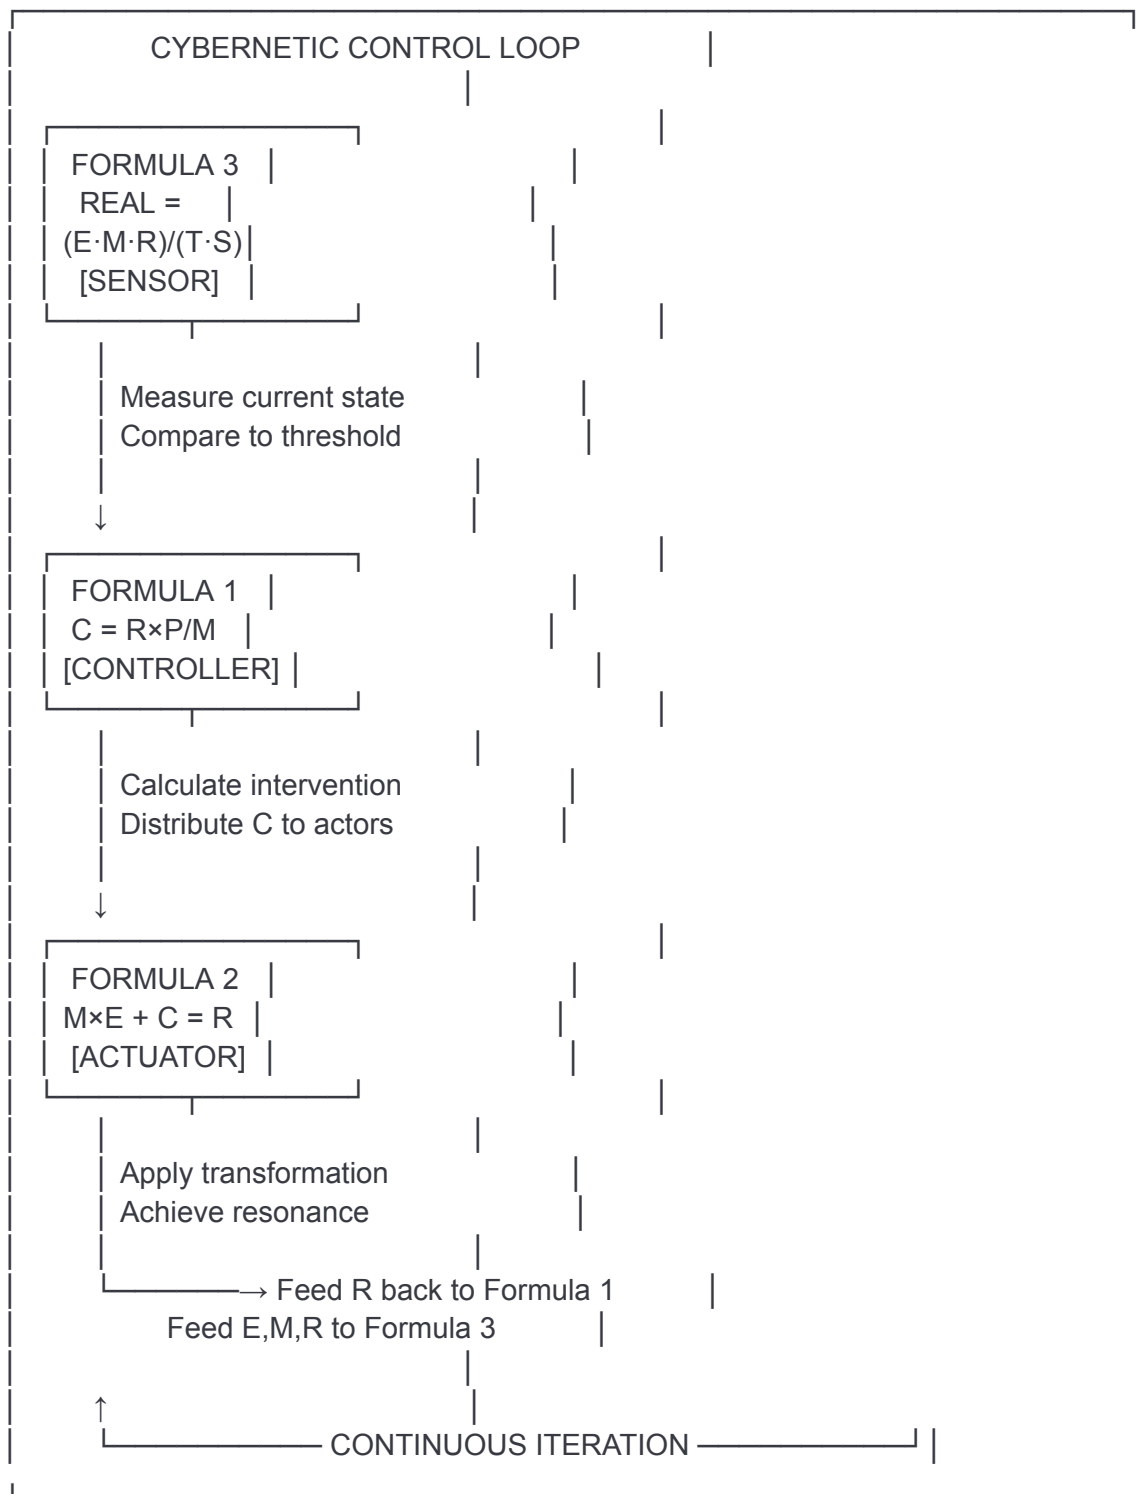 CYBERNETIC CONTROL LOOP
FORMULA 3
REAL =
(E·M·R)/(T·S)
[SENSOR]
Measure current state
Compare to threshold
↓
FORMULA 1
C = R×P/M
[CONTROLLER]
Calculate intervention
Distribute C to actors
↓
FORMULA 2
M×E + C = R
[ACTUATOR]
Apply transformation
Achieve resonance
→ Feed R back to Formula 1
Feed E,M,R to Formula 3
↑
CONTINUOUS ITERATION